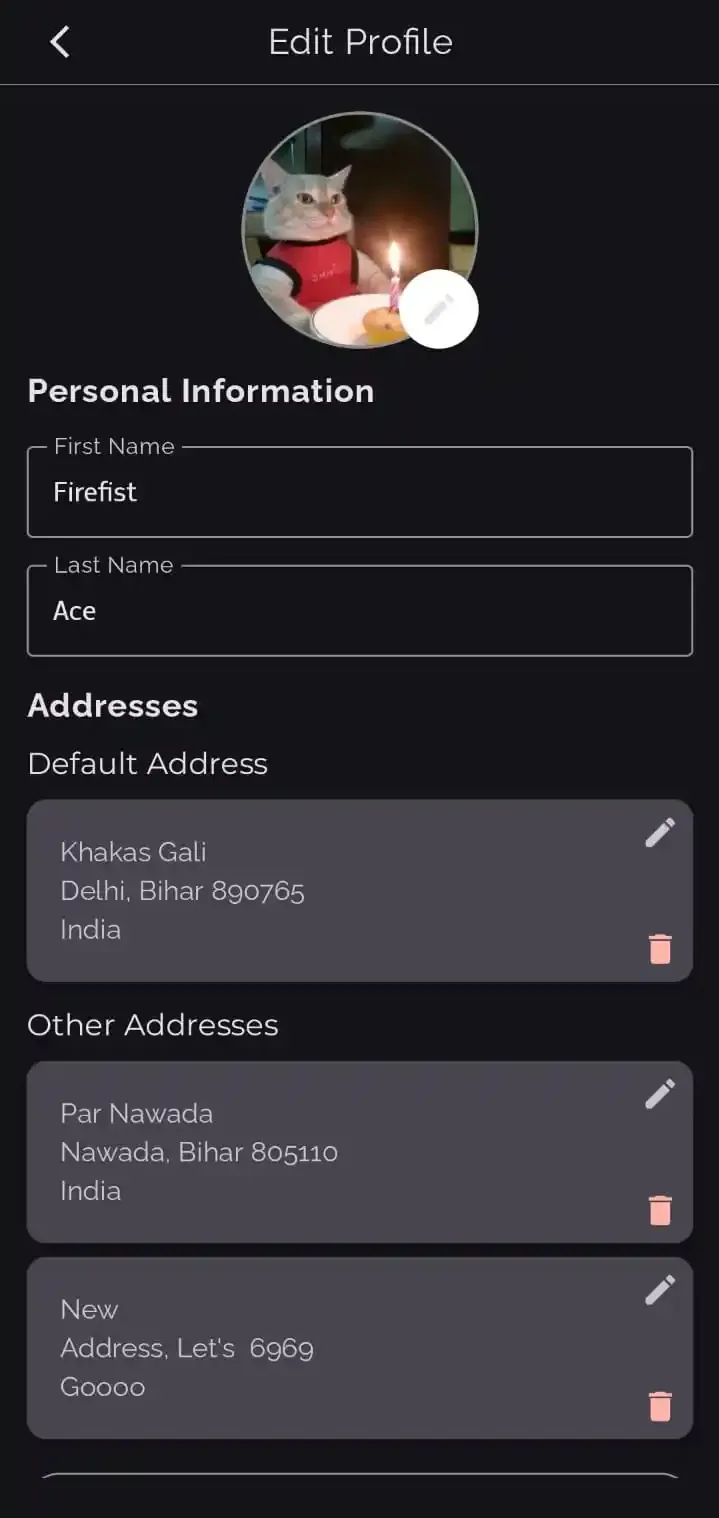 Edit Profile
Personal Information
First Name
Firefist
Last Name
Ace
Addresses
Default Address
Khakas Gali
Delhi, Bihar 890765
India
Other Addresses
Par Nawada
Nawada, Bihar 805110
India
New
Address, Let's  6969
Goooo